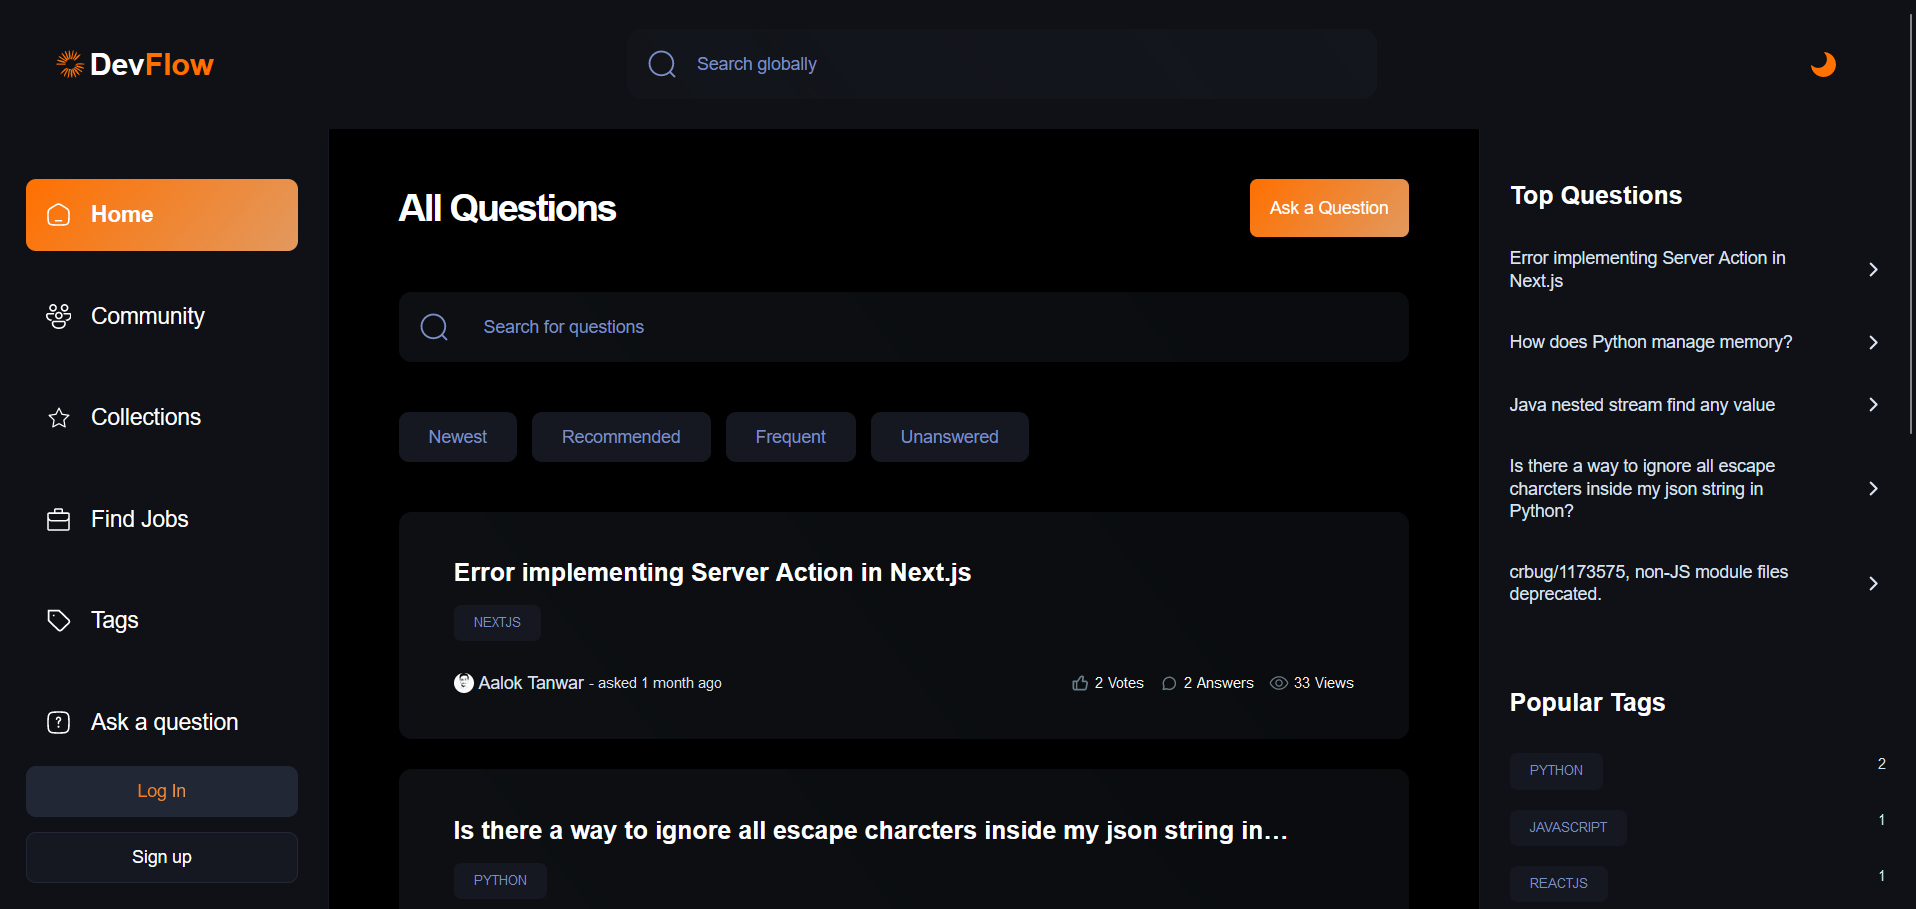 DevFlow
Search globally
Home
Community
Collections
Find Jobs
Tags
Ask a question
Log In
Sign up
All Questions
Ask a Question
Search for questions
Newest
Recommended
Frequent
Unanswered
Error implementing Server Action in Next.js
NEXTJS
Aalok Tanwar - asked 1 month ago
2 Votes
2 Answers
33 Views
Is there a way to ignore all escape charcters inside my json string in...
PYTHON
Top Questions
Error implementing Server Action in
Next.js
How does Python manage memory?
Java nested stream find any value
Is there a way to ignore all escape
charcters inside my json string in
Python?
crbug/1173575, non-JS module files
deprecated.
Popular Tags
PYTHON
2
JAVASCRIPT
1
REACTJS
1